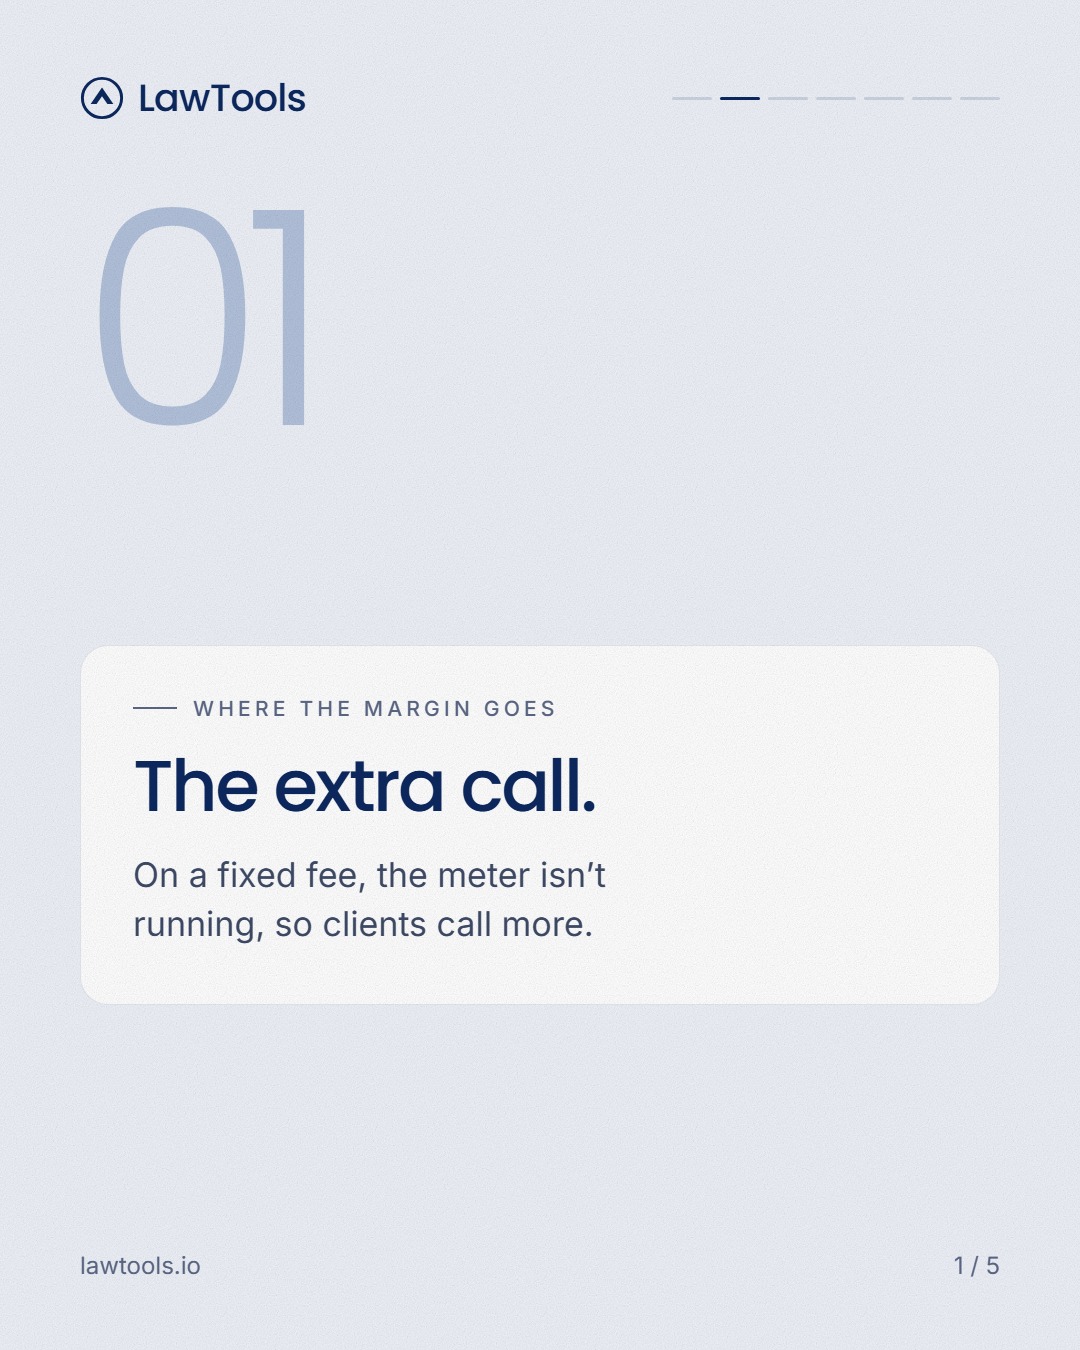 LawTools
01
WHERE THE MARGIN GOES
The extra call.
On a fixed fee, the meter isn’t
running, so clients call more.
lawtools.io
1 / 5